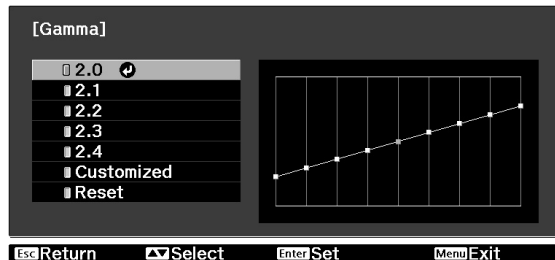 [Gamma]
2.0
2.1
2.2
2.3
2.4
Customized
Reset
Esc Return Select Enter Set Menu Exit